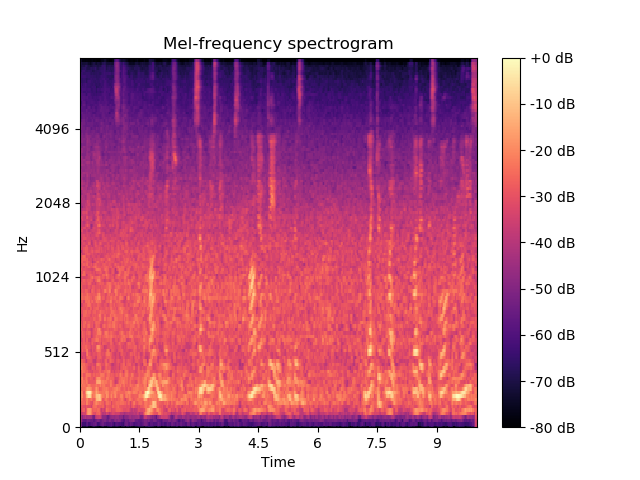 Mel-frequency spectrogram
Hz
4096
2048
1024
512
0
0 1.5 3 4.5 6 7.5 9
Time
+0 dB
-10 dB
-20 dB
-30 dB
-40 dB
-50 dB
-60 dB
-70 dB
-80 dB